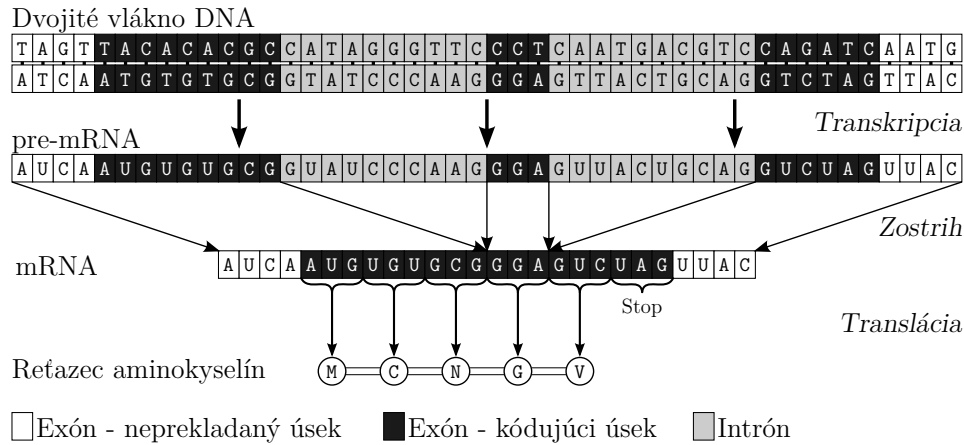 Dvojité vlákno DNA
T A G T T A C A C A C G C C A T A G G G T T C C C T C A A T G A C G T C C A G A T C A A T G
A T C A A T G T G T G C G G T A T C C C A A G G G A G T T A C T G C A G G T C T A G T T A C
Transkripcia
pre-mRNA
A U C A A U G U G U G C G G U A U C C C A A G G G A G U U A C U G C A G G U C U A G U U A C
Zostrih
mRNA A U C A A U G U G U G C G G G A G U C U A G U U A C
Stop
Translácia
Reťazec aminokyselín M C N G V
Exón - neprekladaný úsek Exón - kódujúci úsek Intrón